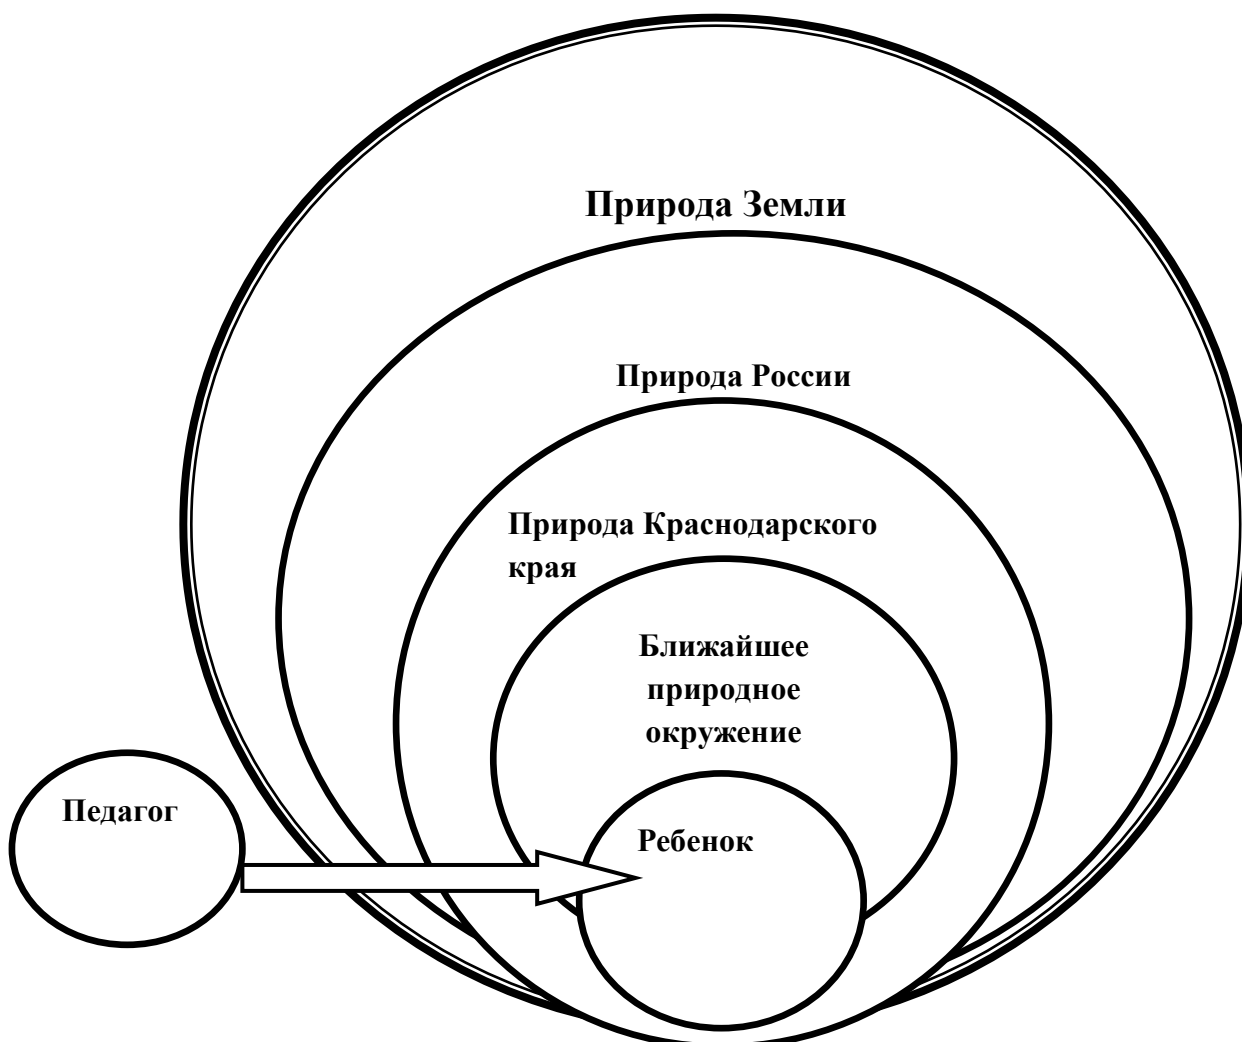 Природа Земли
Природа России
Природа Краснодарского
края
Ближайшее
природное
окружение
Педагог
Ребенок